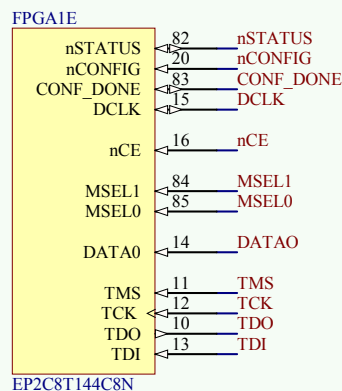 FPGA1E
nSTATUS 82 nSTATUS
nCONFIG 20 nCONFIG
CONF_DONE 83 CONF_DONE
DCLK 15 DCLK
nCE 16 nCE
MSEL1 84 MSEL1
MSEL0 85 MSEL0
DATA0 14 DATAO
TMS 11 TMS
TCK 12 TCK
TDO 10 TDO
TDI 13 TDI
EP2C8T144C8N